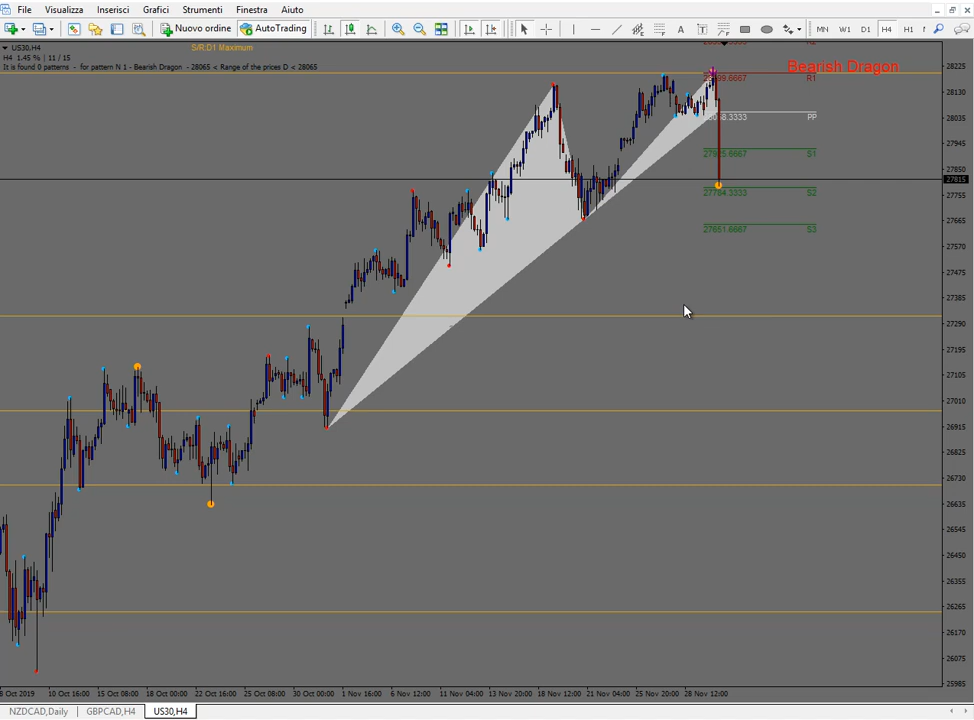 File Visualizza Inserisci Grafici Strumenti Finestra Aiuto
Nuovo ordine AutoTrading A T MN W1 D1 H4 H1
US30,H4
S/R:D1 Maximum
H4 1.45 % | 11 / 15
It is found 0 patterns - for pattern N 1 - Bearish Dragon - 28065 < Range of the prices D < 28065
Bearish Dragon
R1
PP
S1
27784.3333 S2
27651.6667 S3
28225
28130
28035
27945
27850
27815
27755
27665
27570
27475
27385
27290
27195
27105
27010
26915
26825
26730
26635
26545
26450
26355
26265
26170
26075
25985
8 Oct 2019 10 Oct 16:00 15 Oct 08:00 18 Oct 00:00 22 Oct 16:00 25 Oct 08:00 30 Oct 00:00 1 Nov 16:00 6 Nov 12:00 11 Nov 04:00 13 Nov 20:00 18 Nov 12:00 21 Nov 04:00 25 Nov 20:00 28 Nov 12:00
NZDCAD,Daily GBPCAD,H4 US30,H4